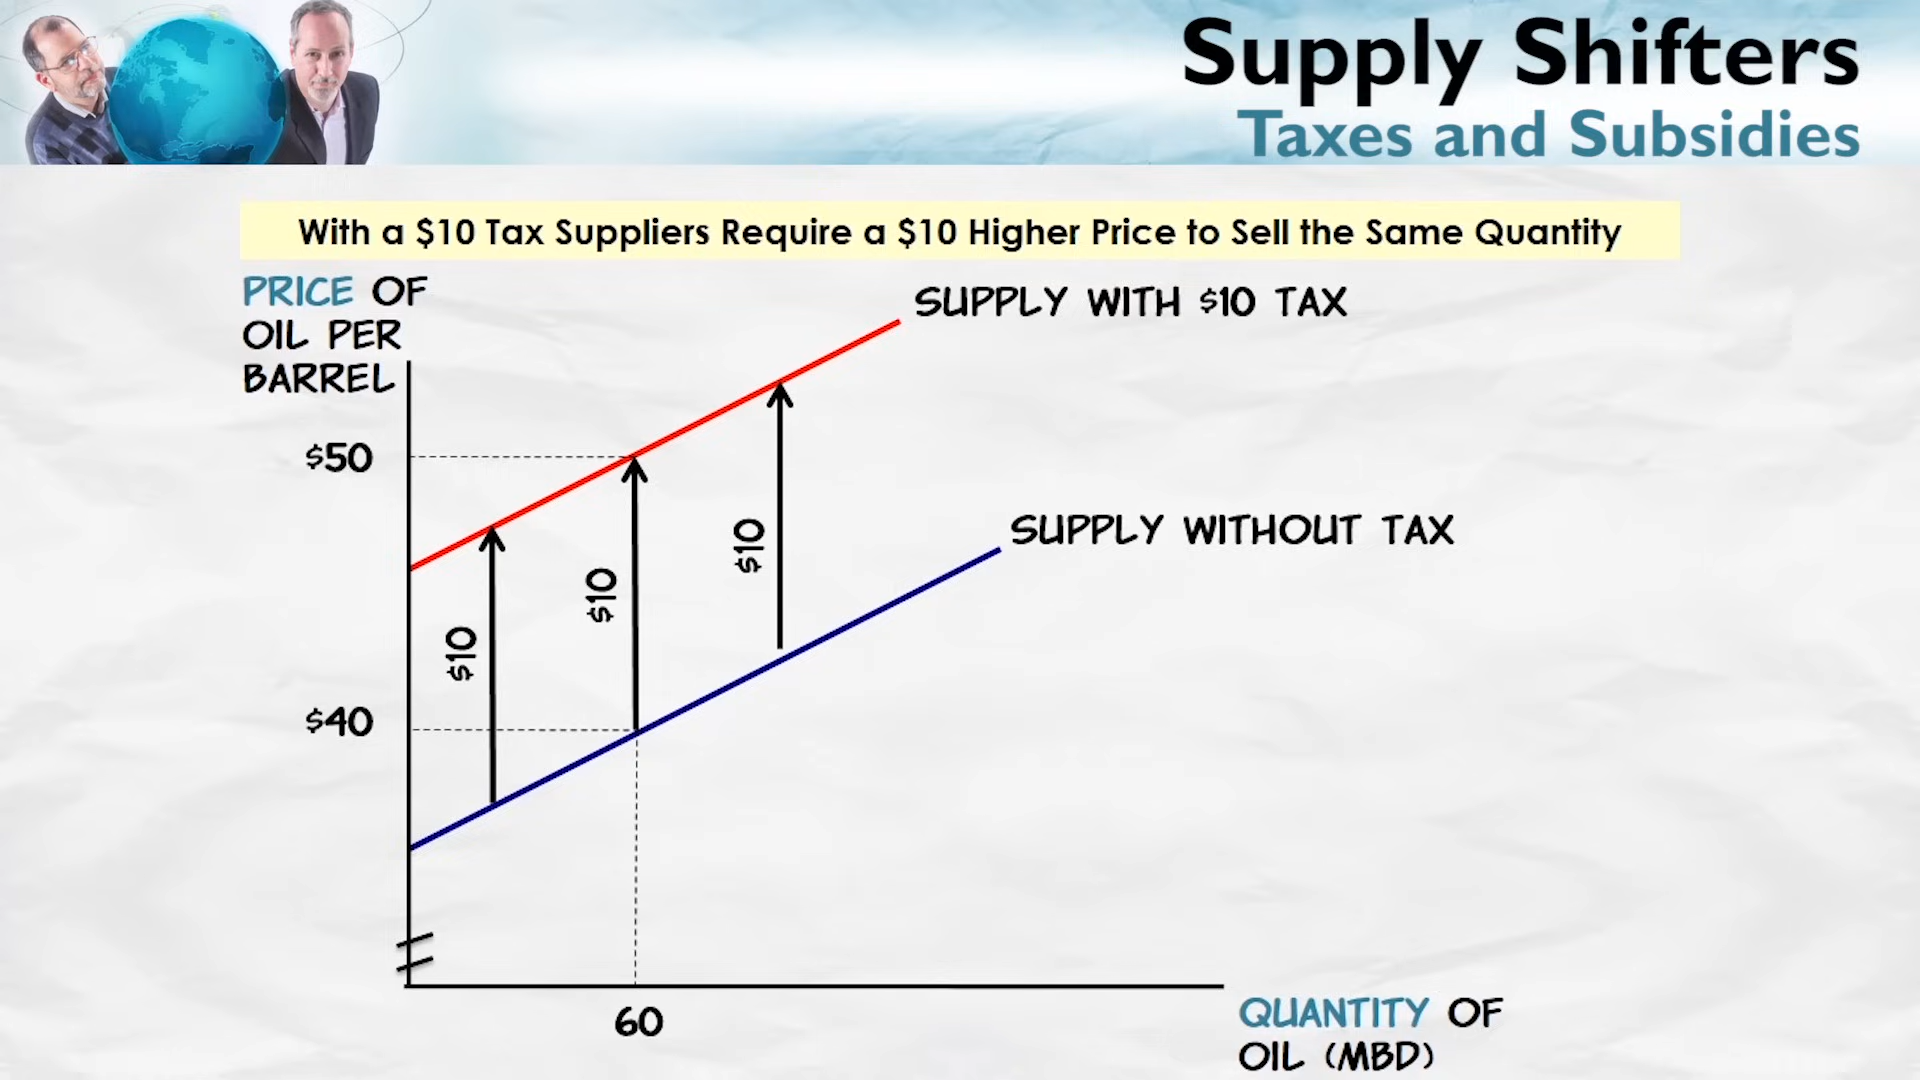 Supply Shifters
Taxes and Subsidies
With a $10 Tax Suppliers Require a $10 Higher Price to Sell the Same Quantity
PRICE OF
OIL PER
BARREL
SUPPLY WITH $10 TAX
$50
SUPPLY WITHOUT TAX
$10
$10
$10
$40
60
QUANTITY OF
OIL (MBD)